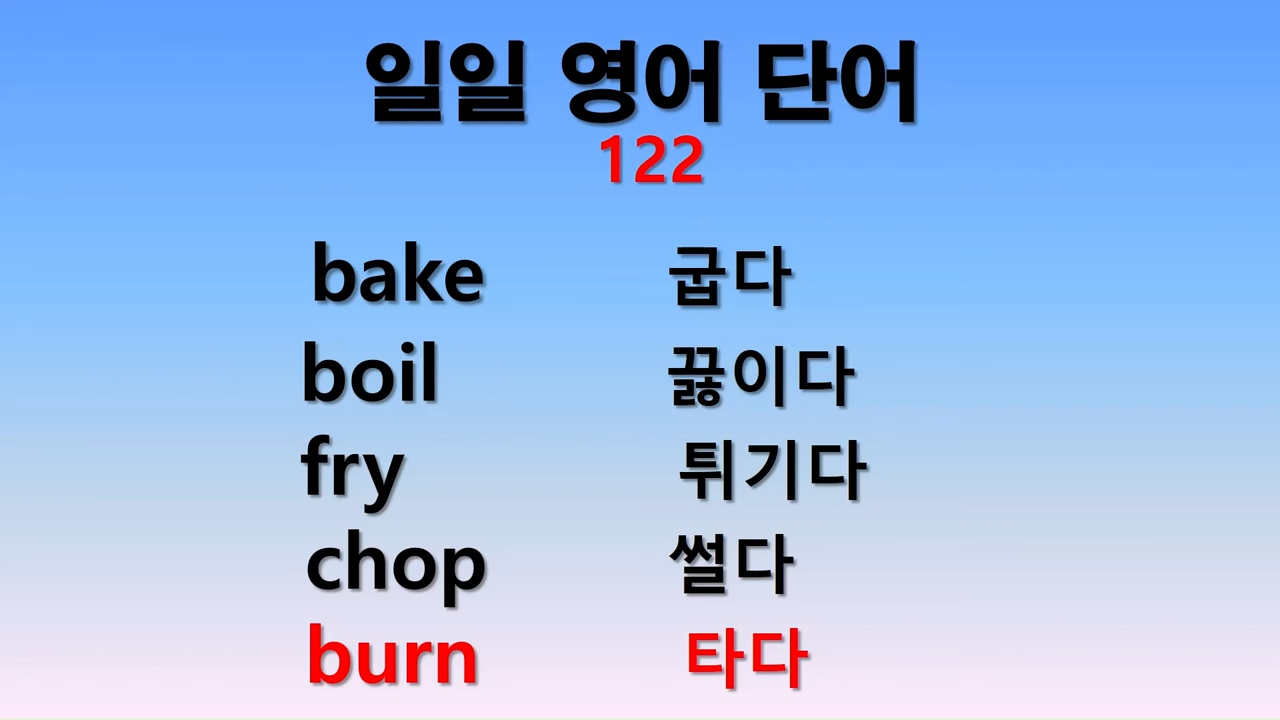 일일 영어 단어
122
bake 굽다
boil 끓이다
fry 튀기다
chop 썰다
burn 타다